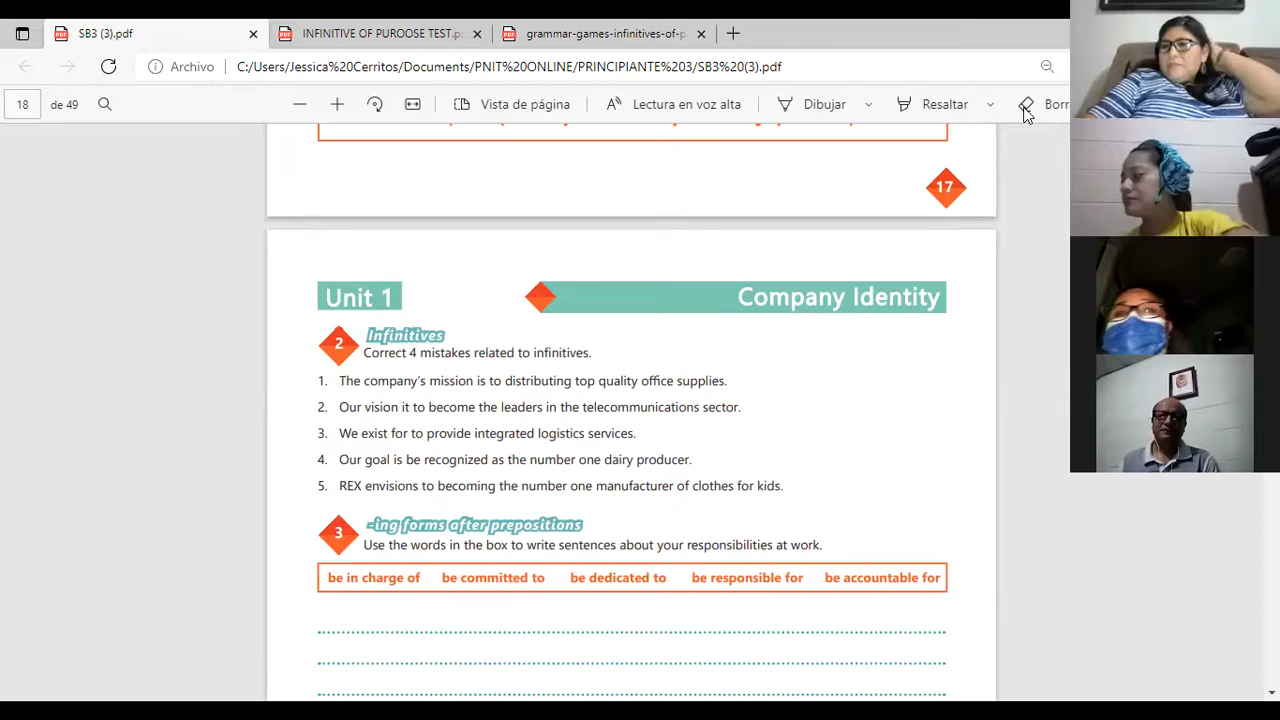 SB3 (3).pdf
INFINITIVE OF PUROOSE TEST.p
grammar-games-infinitives-of-p
Archivo
C:/Users/Jessica%20Cerritos/Documents/PNIT%20ONLINE/PRINCIPIANTE%203/SB3%20(3).pdf
18 de 49
Vista de página
Lectura en voz alta
Dibujar
Resaltar
Borr
17
Unit 1
Company Identity
2 Infinitives
Correct 4 mistakes related to infinitives.
1. The company's mission is to distributing top quality office supplies.
2. Our vision it to become the leaders in the telecommunications sector.
3. We exist for to provide integrated logistics services.
4. Our goal is be recognized as the number one dairy producer.
5. REX envisions to becoming the number one manufacturer of clothes for kids.
3 -ing forms after prepositions
Use the words in the box to write sentences about your responsibilities at work.
be in charge of be committed to be dedicated to be responsible for be accountable for